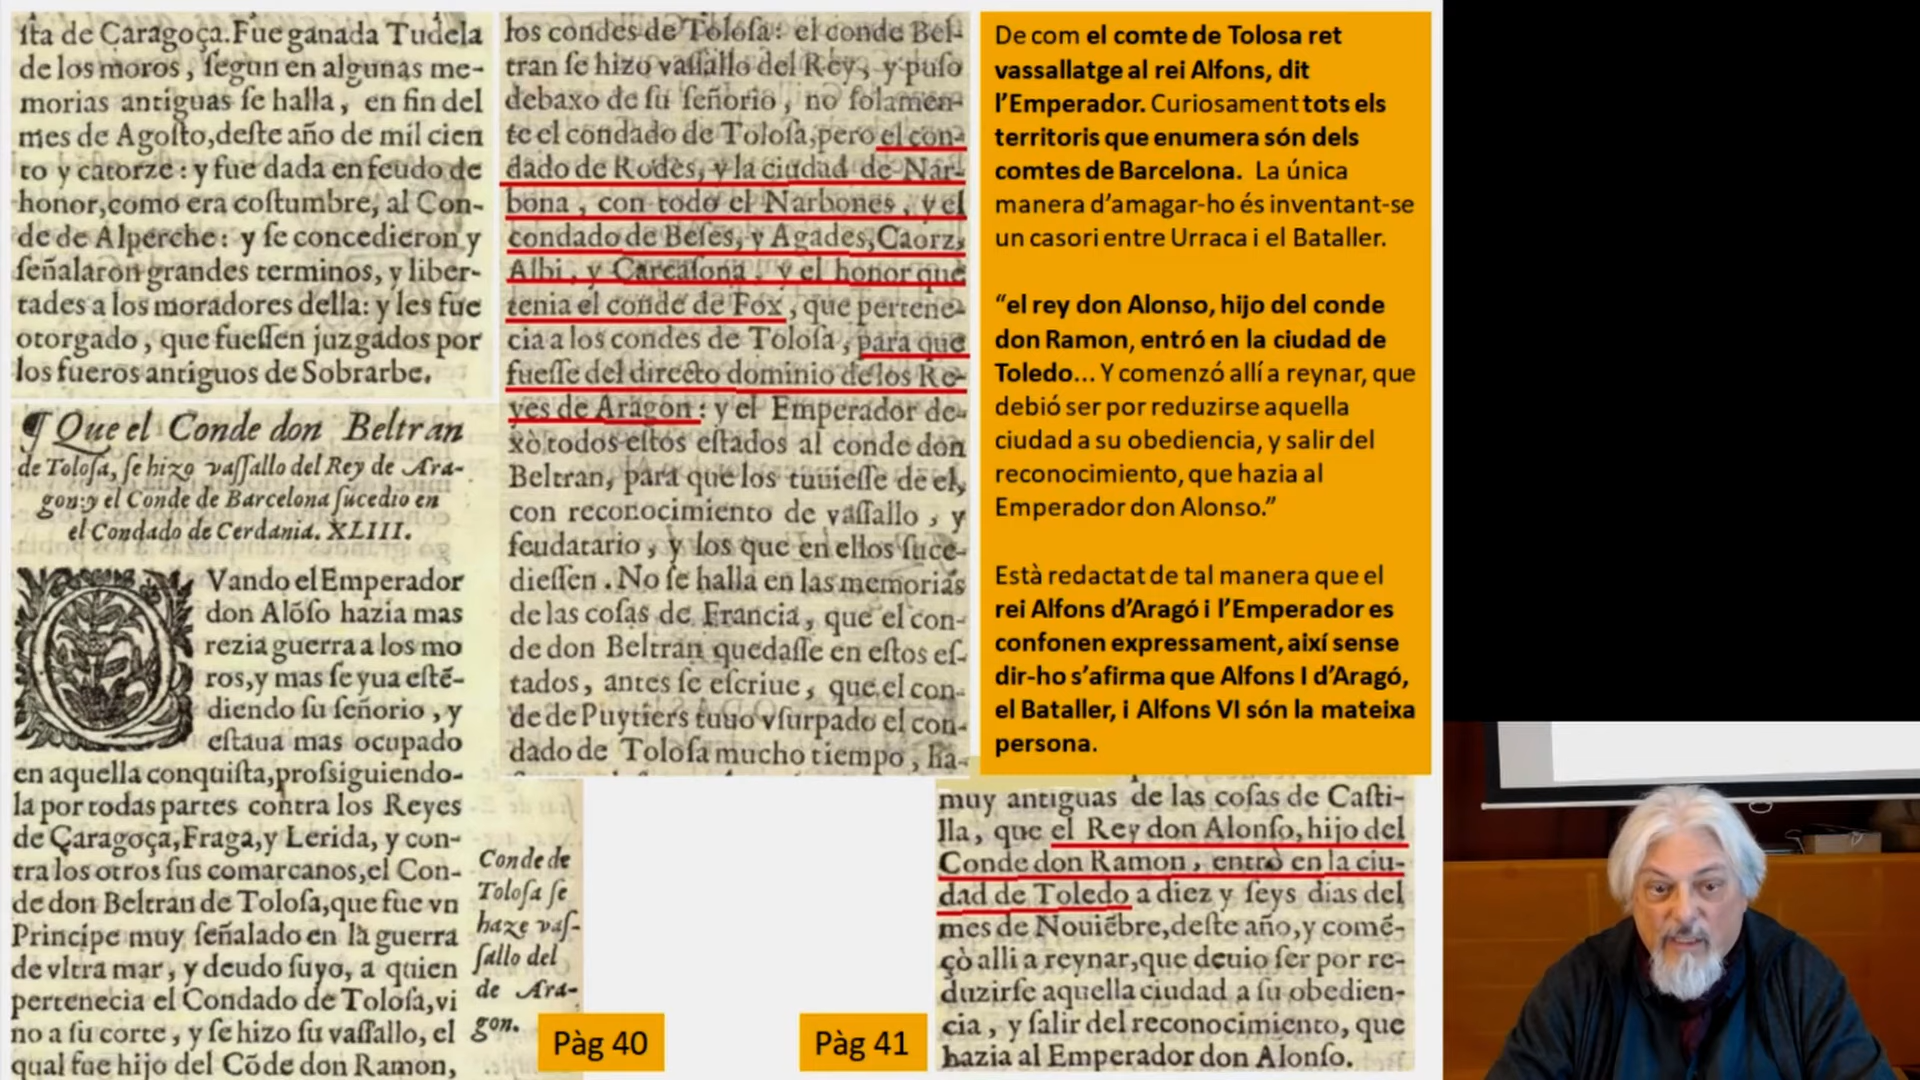 ſta de Çaragoça. Fue ganada Tudela
de los moros, ſegun en algunas me-
morias antiguas ſe halla, en fin del
mes de Agoſto, deſte año de mil cien
to y catorze: y fue dada en feudo de
honor, como era coſtumbre, al Con-
de de Alperche: y ſe concedieron y
ſeñalaron grandes terminos, y liber-
tades a los moradores della: y les fue
otorgado, que fueſſen juzgados por
los fueros antiguos de Sobrarbe.
¶ Que el Conde don Beltran
de Toloſa, ſe hizo vaſſallo del Rey de Ara-
gon: y el Conde de Barcelona ſucedio en
el Condado de Cerdania. XLIII.
QVando el Emperador
don Alõſo hazia mas
rezia guerra a los mo
ros, y mas ſe yua eſtẽ-
diendo ſu ſeñorio, y
eſtaua mas ocupado
en aquella conquiſta, proſsiguiendo-
la por todas partes contra los Reyes
de Çaragoça, Fraga, y Lerida, y con-
tra los otros ſus comarcanos, el Con-
de don Beltran de Toloſa, que fue vn
Principe muy ſeñalado en la guerra
de vltra mar, y deudo ſuyo, a quien
pertenecia el Condado de Toloſa, vi
no a ſu corte, y ſe hizo ſu vaſſallo, el
qual fue hijo del Cõde don Ramon,
Conde de
Toloſa ſe
haze vaſ-
ſallo del
de Ara-
gon.
Pàg 40
los condes de Toloſa: el conde Bel-
tran ſe hizo vaſſallo del Rey, y puſo
debaxo de ſu ſeñorio, no ſolamen-
te el condado de Toloſa, pero el con-
dado de Rodes, y la ciudad de Nar-
bona, con todo el Narbones, y el
condado de Beſes, y Agades, Caorz,
Albi, y Carcaſona, y el honor que
tenia el conde de Fox, que pertene-
cia a los condes de Toloſa, para que
fueſſe del directo dominio de los Re-
yes de Aragon: y el Emperador de-
xò todos eſtos eſtados al conde don
Beltran, para que los tuuieſſe de el,
con reconocimiento de vaſſallo, y
feudatario, y los que en ellos ſuce-
dieſſen. No ſe halla en las memorias
de las coſas de Francia, que el con-
de don Beltran quedaſſe en eſtos eſ-
tados, antes ſe eſcriue, que el con-
de de Puytiers tuuo vſurpado el con-
dado de Toloſa mucho tiempo, ha-
De com el comte de Tolosa ret
vassallatge al rei Alfons, dit
l’Emperador. Curiosament tots els
territoris que enumera són dels
comtes de Barcelona. La única
manera d’amagar-ho és inventant-se
un casori entre Urraca i el Bataller.
“el rey don Alonso, hijo del conde
don Ramon, entró en la ciudad de
Toledo... Y comenzó allí a reynar, que
debió ser por reduzirse aquella
ciudad a su obediencia, y salir del
reconocimiento, que hazia al
Emperador don Alonso.”
Està redactat de tal manera que el
rei Alfons d’Aragó i l’Emperador es
confonen expressament, així sense
dir-ho s’afirma que Alfons I d’Aragó,
el Bataller, i Alfons VI són la mateixa
persona.
Pàg 41
muy antiguas de las coſas de Caſti-
lla, que el Rey don Alonſo, hijo del
Conde don Ramon, entrò en la ciu-
dad de Toledo a diez y ſeys dias del
mes de Nouiẽbre, deſte año, y comẽ-
çò alli a reynar, que deuio ſer por re-
duzirſe aquella ciudad a ſu obedien-
cia, y ſalir del reconocimiento, que
hazia al Emperador don Alonſo.